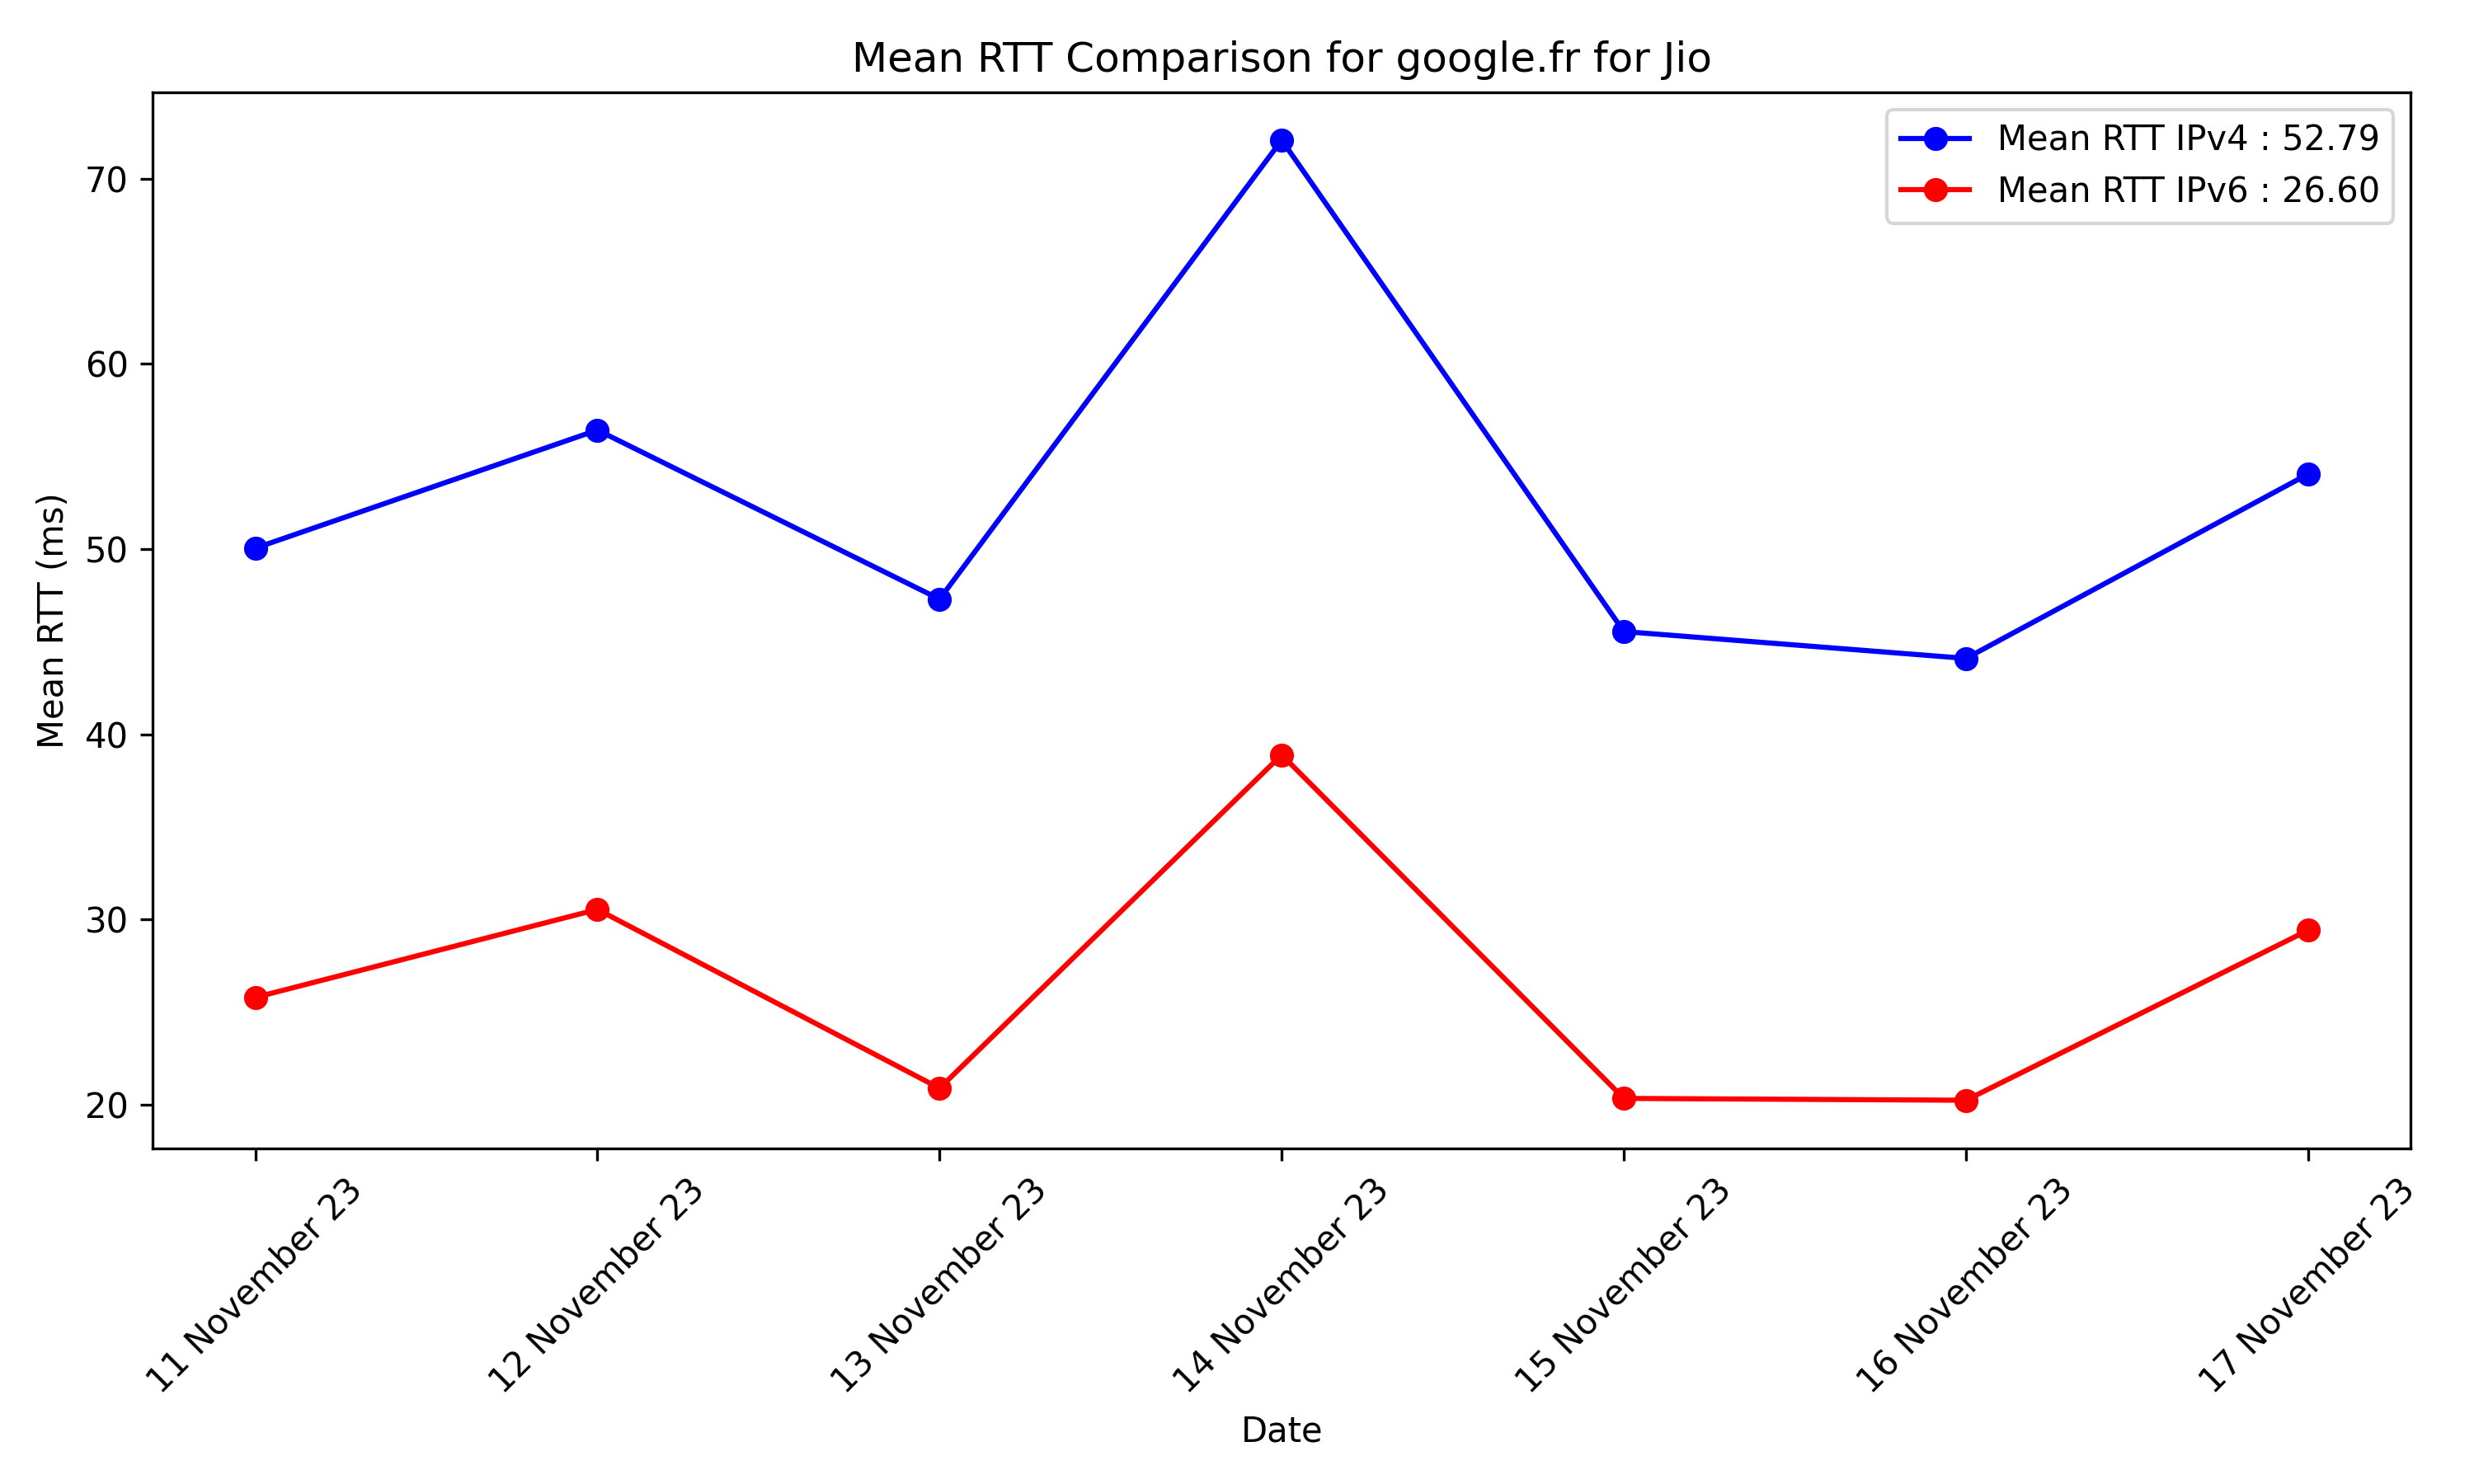 Mean RTT Comparison for google.fr for Jio
Mean RTT IPv4 : 52.79
Mean RTT IPv6 : 26.60
Mean RTT (ms)
70
60
50
40
30
20
11 November 23
12 November 23
13 November 23
14 November 23
15 November 23
16 November 23
17 November 23
Date